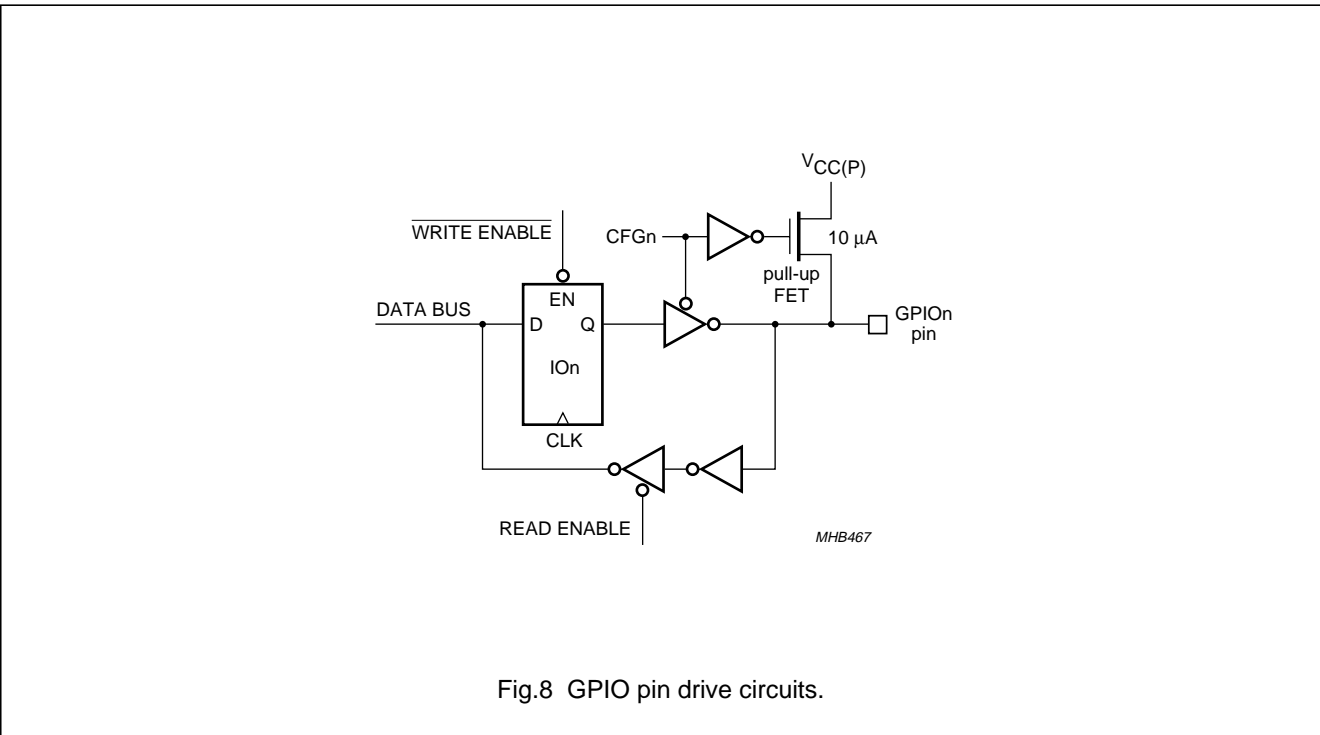 VCC(P)
WRITE ENABLE
CFGn
10 μA
pull-up
FET
DATA BUS
EN
D
Q
GPIOn
pin
IOn
CLK
READ ENABLE
MHB467
Fig.8 GPIO pin drive circuits.